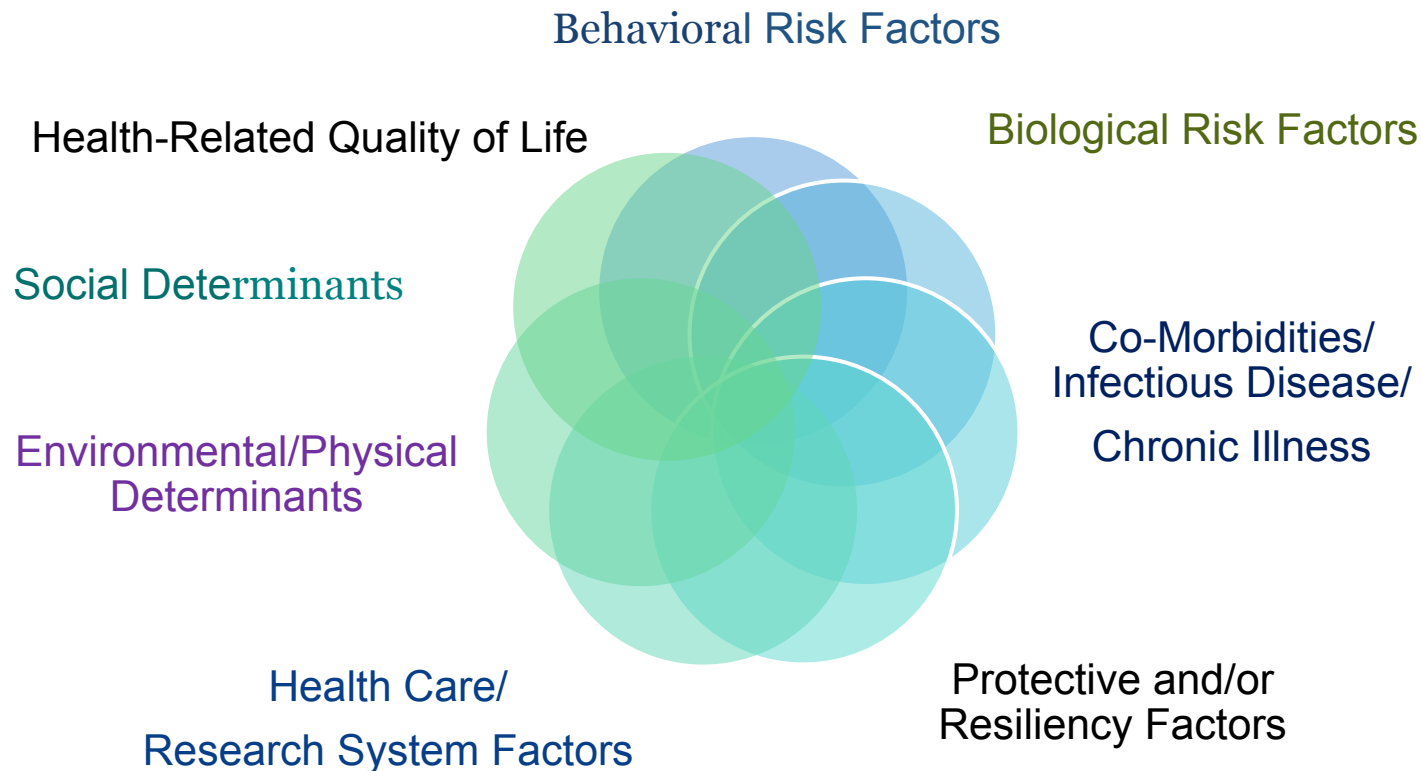 Behavioral Risk Factors
Health-Related Quality of Life
Biological Risk Factors
Social Determinants
Co-Morbidities/
Infectious Disease/
Chronic Illness
Environmental/Physical
Determinants
Protective and/or
Resiliency Factors
Health Care/
Research System Factors